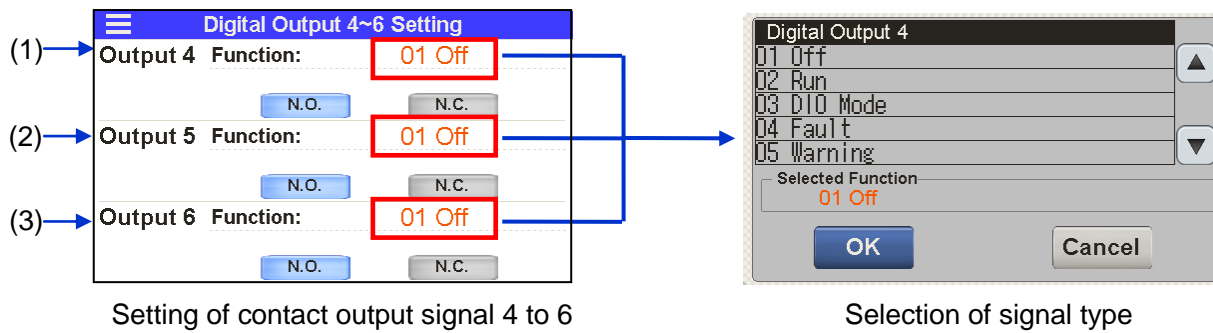 Digital Output 4~6 Setting
(1) Output 4 Function: 01 Off
N.O. N.C.
(2) Output 5 Function: 01 Off
N.O. N.C.
(3) Output 6 Function: 01 Off
N.O. N.C.
Setting of contact output signal 4 to 6
Digital Output 4
01 Off
02 Run
03 DIO Mode
04 Fault
05 Warning
Selected Function
01 Off
OK Cancel
Selection of signal type